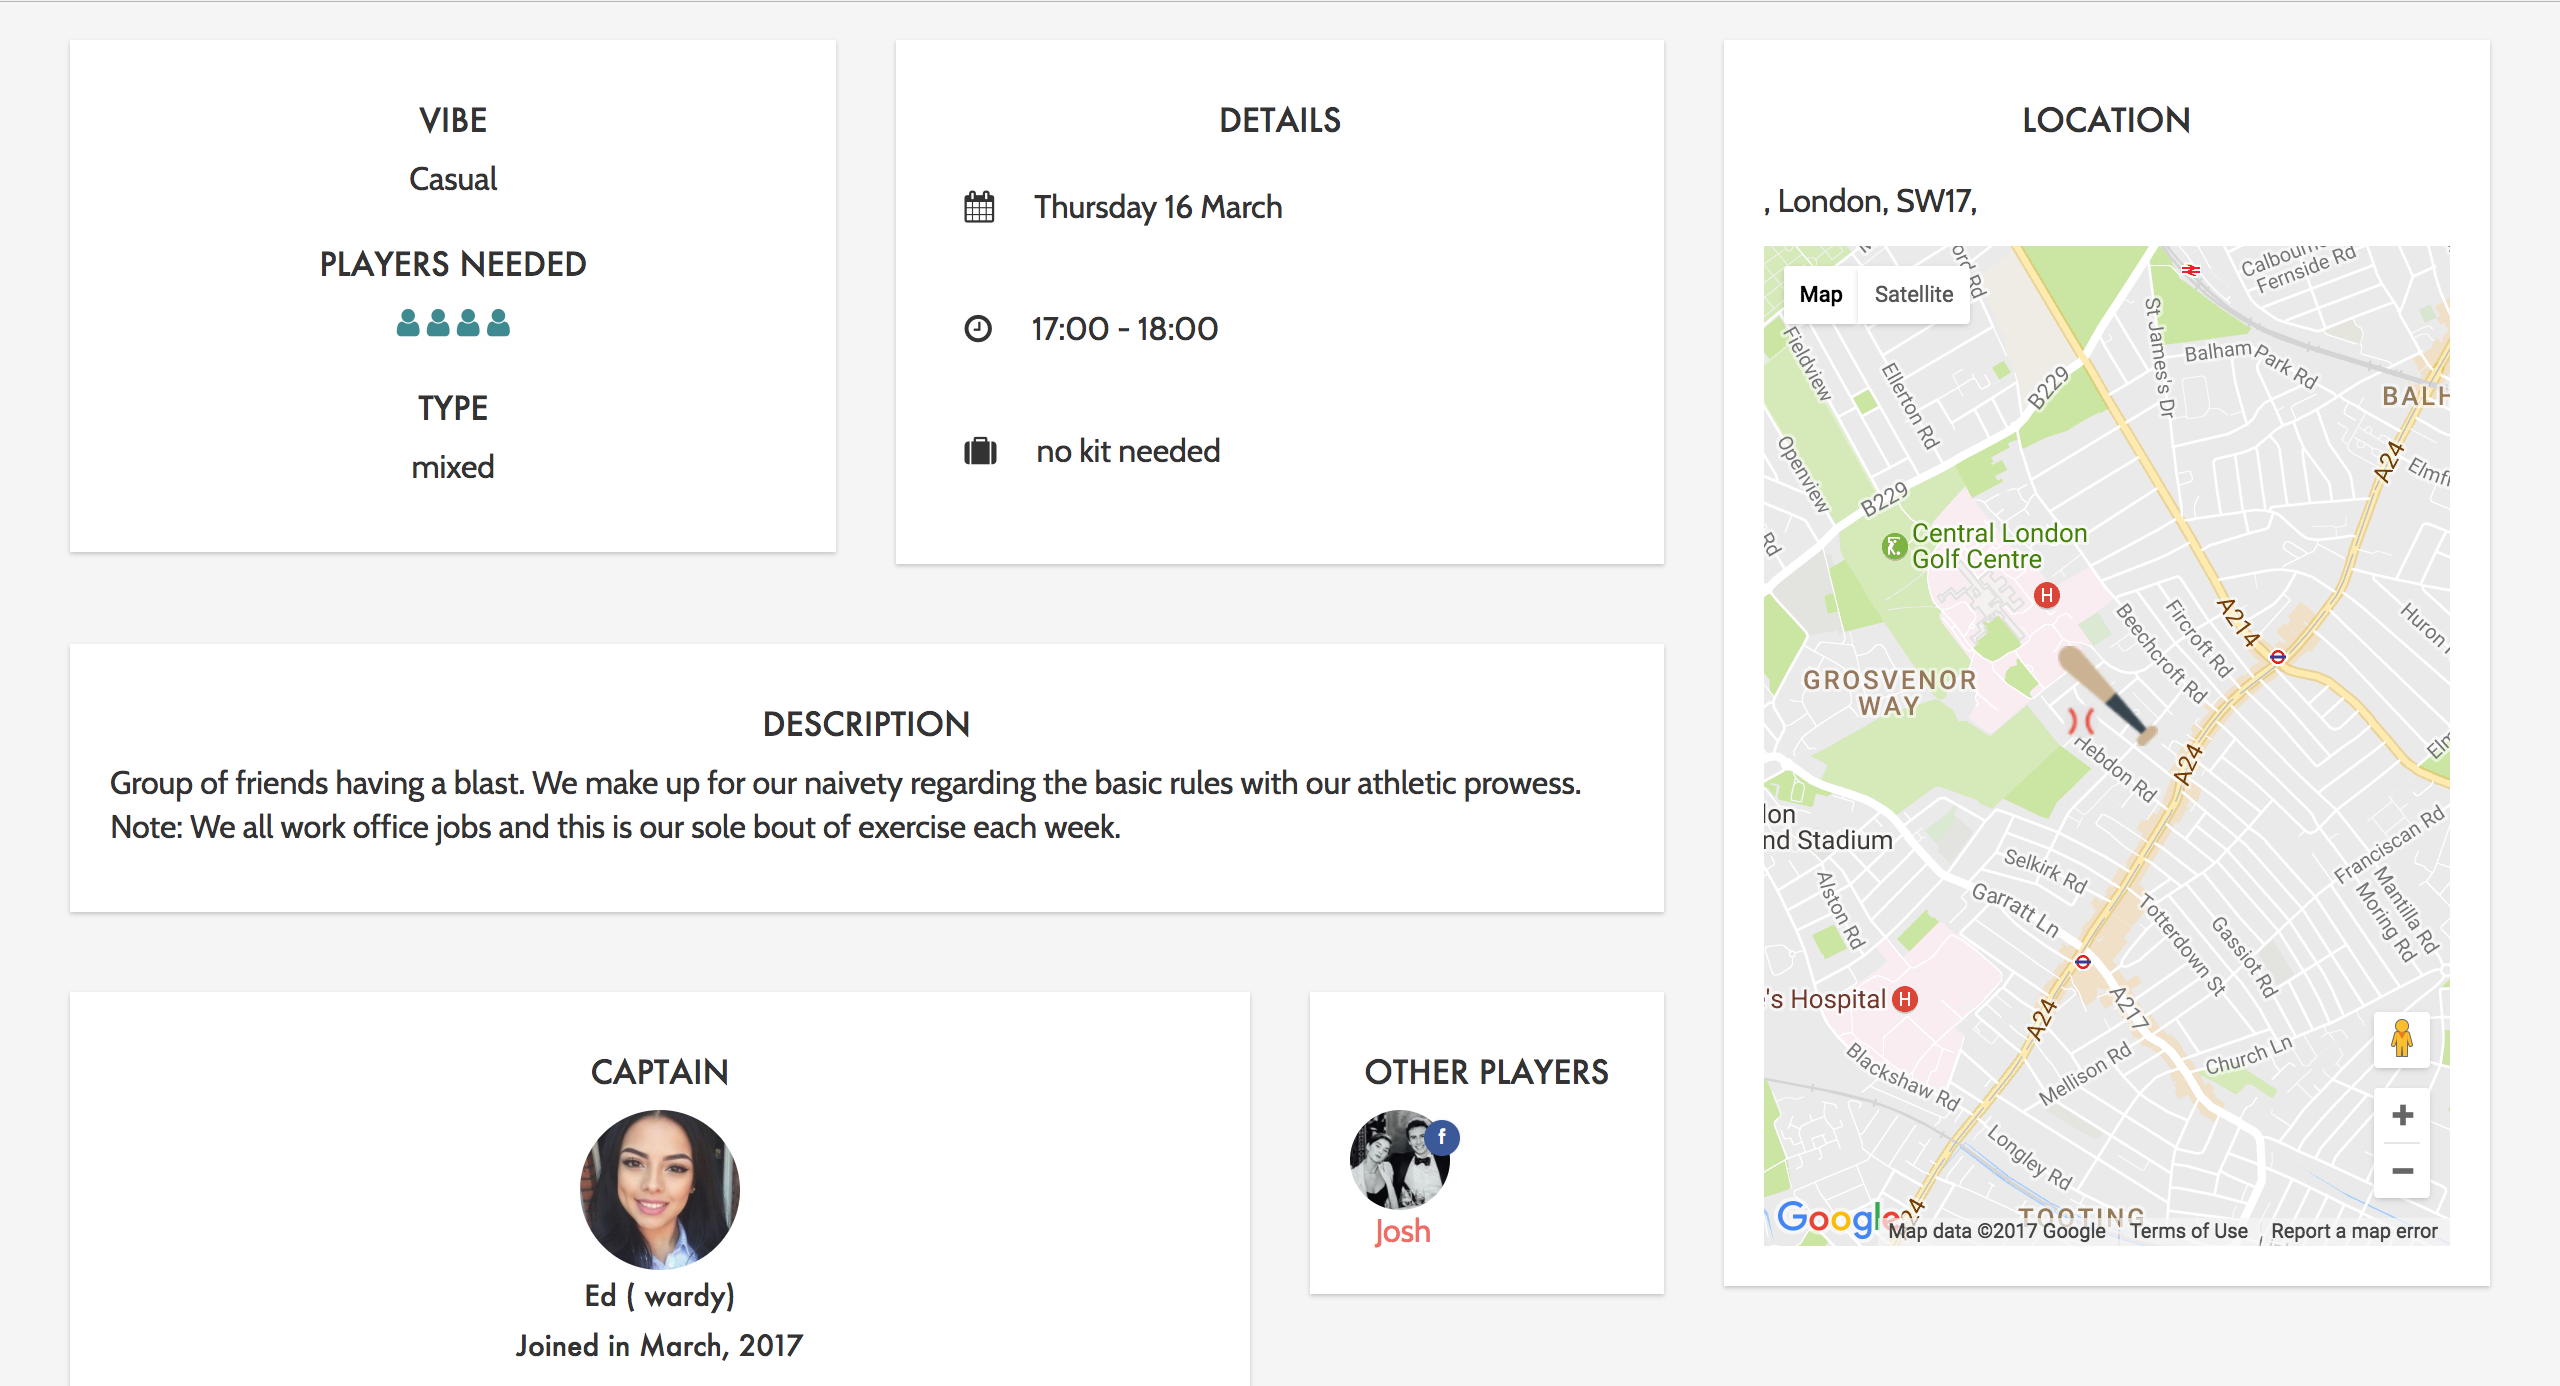 VIBE
Casual
PLAYERS NEEDED
TYPE
mixed
DETAILS
Thursday 16 March
17:00 - 18:00
no kit needed
DESCRIPTION
Group of friends having a blast. We make up for our naivety regarding the basic rules with our athletic prowess.
Note: We all work office jobs and this is our sole bout of exercise each week.
CAPTAIN
Ed ( wardy)
Joined in March, 2017
OTHER PLAYERS
f
Josh
LOCATION
, London, SW17,
Map
Satellite
Fernside Rd
St James's Dr
Balham Park Rd
Fieldview
Ellerton Rd
B229
BALH
A24
Openview
B229
Rd
Central London
Golf Centre
H
A214
Fircroft Rd
Beechcroft Rd
Huron
GROSVENOR
WAY
Hebdon Rd
A24
lon
nd Stadium
Selkirk Rd
Garratt Ln
Alston Rd
Franciscan Rd
Mantilla Rd
Moring Rd
Totterdown St
Gassiot Rd
's Hospital
H
A24
A217
Blackshaw Rd
Mellison Rd
Church Ln
Longley Rd
TOOTING
Google
Map data ©2017 Google
Terms of Use
Report a map error